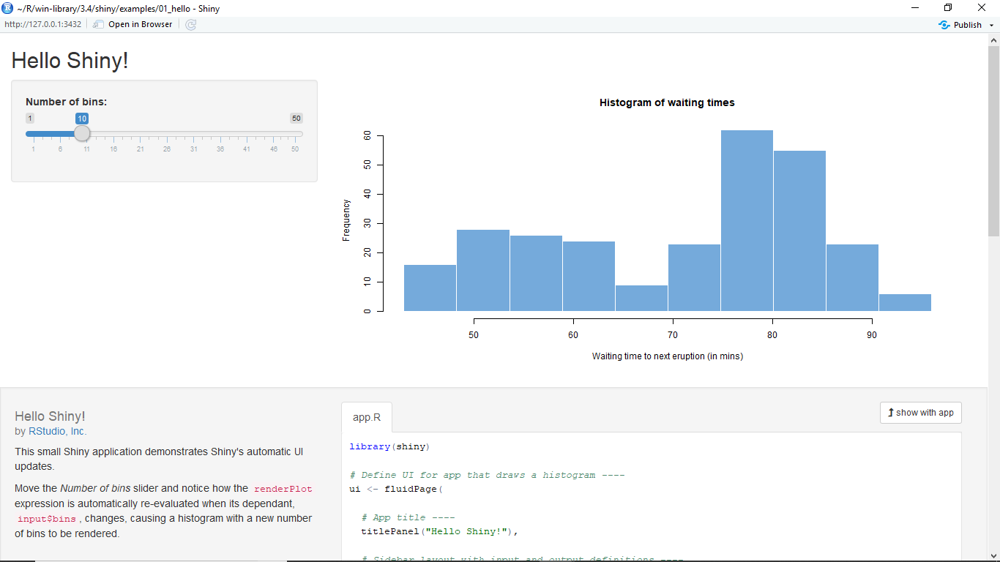 ~/R/win-library/3.4/shiny/examples/01_hello - Shiny
http://127.0.0.1:3432 Open in Browser Publish
Hello Shiny!
Number of bins:
1 10 50
1 6 11 16 21 26 31 36 41 46 50
Histogram of waiting times
Frequency
60
50
40
30
20
10
0
50 60 70 80 90
Waiting time to next eruption (in mins)
Hello Shiny!
by RStudio, Inc.
This small Shiny application demonstrates Shiny's automatic UI
updates.
Move the Number of bins slider and notice how the renderPlot
expression is automatically re-evaluated when its dependant,
input$bins , changes, causing a histogram with a new number
of bins to be rendered.
app.R
show with app
library(shiny)
# Define UI for app that draws a histogram ----
ui <- fluidPage(
# App title ----
titlePanel("Hello Shiny!"),
# Sidebar layout with input and output definitions ----